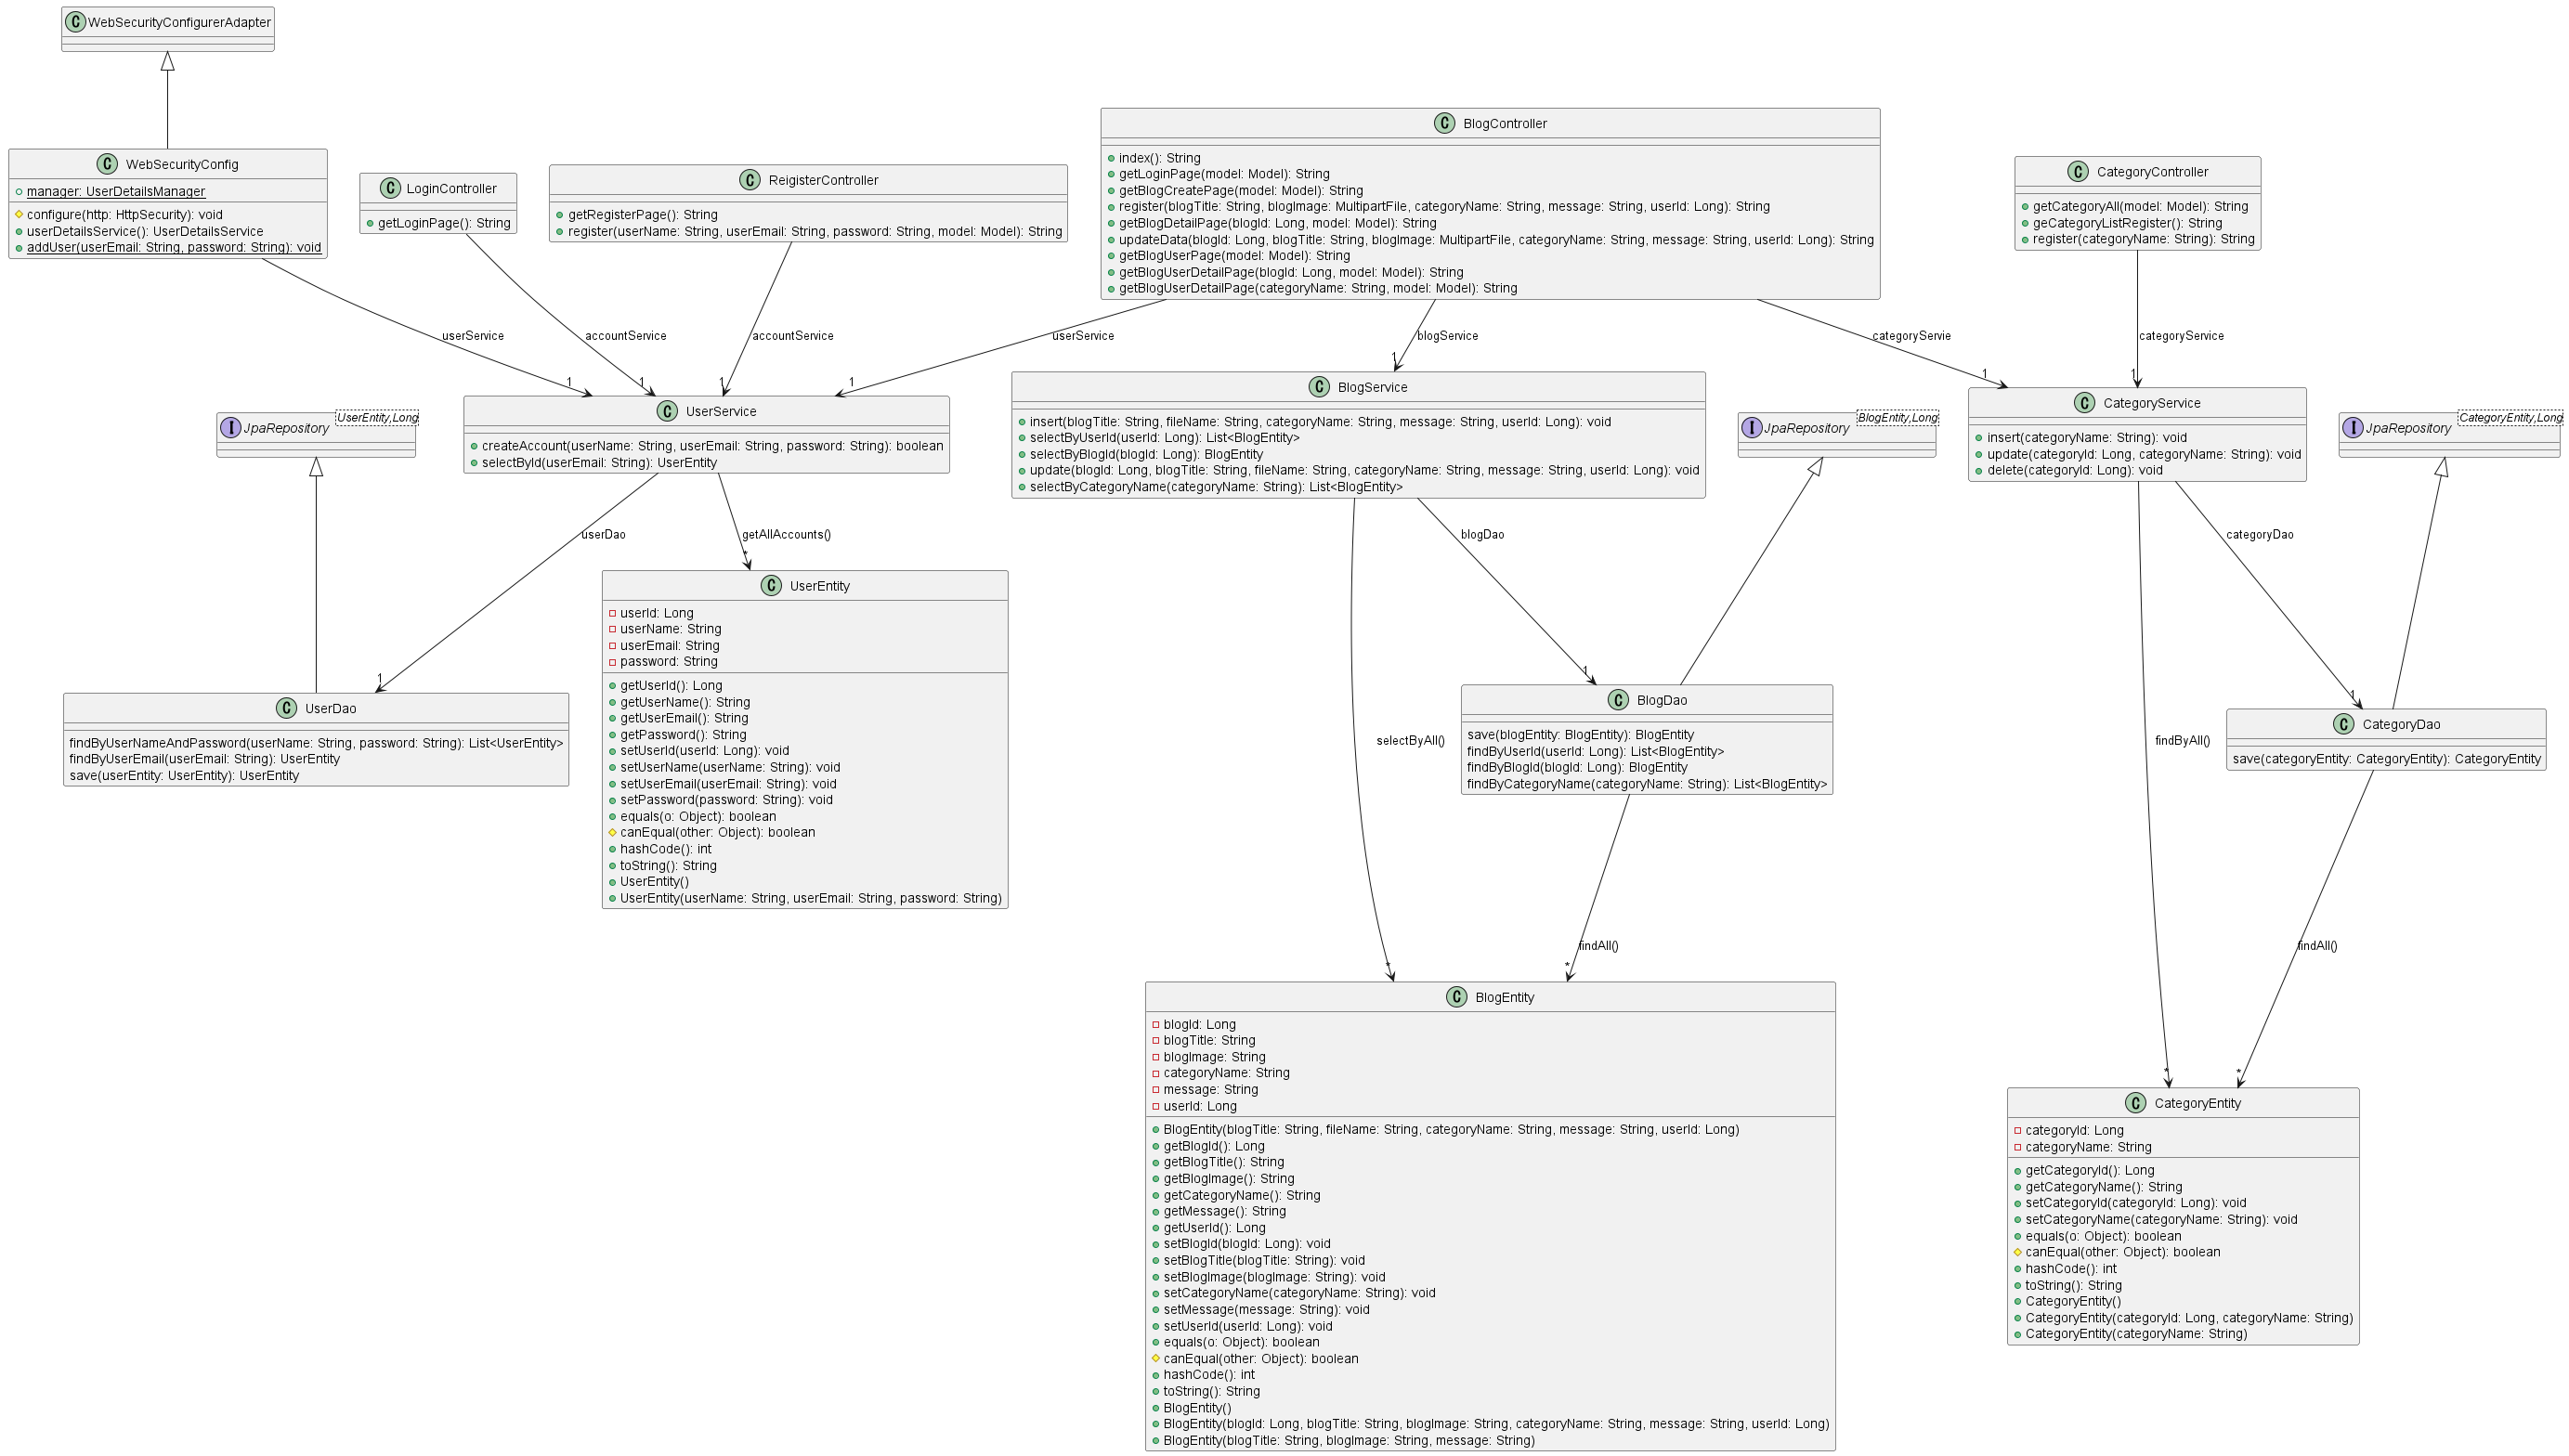 WebSecurityConfigurerAdapter
WebSecurityConfig
manager: UserDetailsManager
configure(http: HttpSecurity): void
userDetailsService(): UserDetailsService
addUser(userEmail: String, password: String): void
LoginController
getLoginPage(): String
ReigisterController
getRegisterPage(): String
register(userName: String, userEmail: String, password: String, model: Model): String
BlogController
index(): String
getLoginPage(model: Model): String
getBlogCreatePage(model: Model): String
register(blogTitle: String, blogImage: MultipartFile, categoryName: String, message: String, userId: Long): String
getBlogDetailPage(blogId: Long, model: Model): String
updateData(blogId: Long, blogTitle: String, blogImage: MultipartFile, categoryName: String, message: String, userId: Long): String
getBlogUserPage(model: Model): String
getBlogUserDetailPage(blogId: Long, model: Model): String
getBlogUserDetailPage(categoryName: String, model: Model): String
CategoryController
getCategoryAll(model: Model): String
geCategoryListRegister(): String
register(categoryName: String): String
userService
accountService
accountService
userService
blogService
categoryServie
categoryService
1
1
1
1
1
1
1
JpaRepository
UserEntity,Long
UserService
createAccount(userName: String, userEmail: String, password: String): boolean
selectById(userEmail: String): UserEntity
BlogService
insert(blogTitle: String, fileName: String, categoryName: String, message: String, userId: Long): void
selectByUserId(userId: Long): List<BlogEntity>
selectByBlogId(blogId: Long): BlogEntity
update(blogId: Long, blogTitle: String, fileName: String, categoryName: String, message: String, userId: Long): void
selectByCategoryName(categoryName: String): List<BlogEntity>
JpaRepository
BlogEntity,Long
CategoryService
insert(categoryName: String): void
update(categoryId: Long, categoryName: String): void
delete(categoryId: Long): void
JpaRepository
CategoryEntity,Long
userDao
getAllAccounts()
blogDao
categoryDao
1
*
1
1
UserDao
findByUserNameAndPassword(userName: String, password: String): List<UserEntity>
findByUserEmail(userEmail: String): UserEntity
save(userEntity: UserEntity): UserEntity
UserEntity
userId: Long
userName: String
userEmail: String
password: String
getUserId(): Long
getUserName(): String
getUserEmail(): String
getPassword(): String
setUserId(userId: Long): void
setUserName(userName: String): void
setUserEmail(userEmail: String): void
setPassword(password: String): void
equals(o: Object): boolean
canEqual(other: Object): boolean
hashCode(): int
toString(): String
UserEntity()
UserEntity(userName: String, userEmail: String, password: String)
selectByAll()
BlogDao
save(blogEntity: BlogEntity): BlogEntity
findByUserId(userId: Long): List<BlogEntity>
findByBlogId(blogId: Long): BlogEntity
findByCategoryName(categoryName: String): List<BlogEntity>
findByAll()
CategoryDao
save(categoryEntity: CategoryEntity): CategoryEntity
findAll()
findAll()
*
*
*
*
BlogEntity
blogId: Long
blogTitle: String
blogImage: String
categoryName: String
message: String
userId: Long
BlogEntity(blogTitle: String, fileName: String, categoryName: String, message: String, userId: Long)
getBlogId(): Long
getBlogTitle(): String
getBlogImage(): String
getCategoryName(): String
getMessage(): String
getUserId(): Long
setBlogId(blogId: Long): void
setBlogTitle(blogTitle: String): void
setBlogImage(blogImage: String): void
setCategoryName(categoryName: String): void
setMessage(message: String): void
setUserId(userId: Long): void
equals(o: Object): boolean
canEqual(other: Object): boolean
hashCode(): int
toString(): String
BlogEntity()
BlogEntity(blogId: Long, blogTitle: String, blogImage: String, categoryName: String, message: String, userId: Long)
BlogEntity(blogTitle: String, blogImage: String, message: String)
CategoryEntity
categoryId: Long
categoryName: String
getCategoryId(): Long
getCategoryName(): String
setCategoryId(categoryId: Long): void
setCategoryName(categoryName: String): void
equals(o: Object): boolean
canEqual(other: Object): boolean
hashCode(): int
toString(): String
CategoryEntity()
CategoryEntity(categoryId: Long, categoryName: String)
CategoryEntity(categoryName: String)